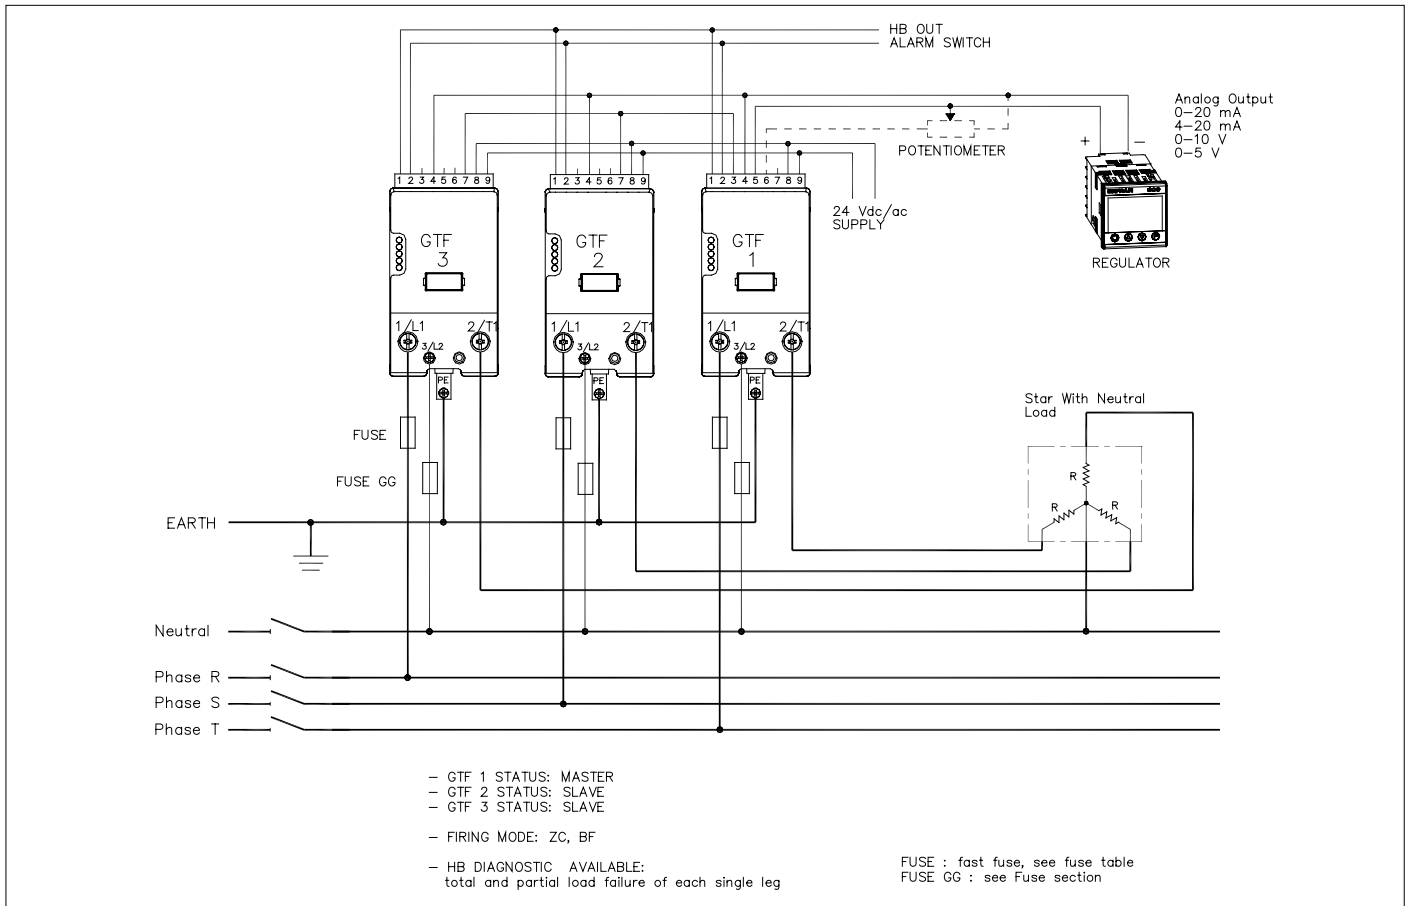 HB OUT
ALARM SWITCH
Analog Output
0-20 mA
4-20 mA
0-10 V
0-5 V
+ −
POTENTIOMETER
1 2 3 4 5 6 7 8 9
1 2 3 4 5 6 7 8 9
1 2 3 4 5 6 7 8 9
24 Vdc/ac
SUPPLY
REGULATOR
GTF
3
GTF
2
GTF
1
1/L1 2/T1
3/L2
PE
1/L1 2/T1
3/L2
PE
1/L1 2/T1
3/L2
PE
Star With Neutral
Load
FUSE
FUSE GG
R
R
R
EARTH
Neutral
Phase R
Phase S
Phase T
– GTF 1 STATUS: MASTER
– GTF 2 STATUS: SLAVE
– GTF 3 STATUS: SLAVE
– FIRING MODE: ZC, BF
– HB DIAGNOSTIC AVAILABLE:
total and partial load failure of each single leg
FUSE : fast fuse, see fuse table
FUSE GG : see Fuse section